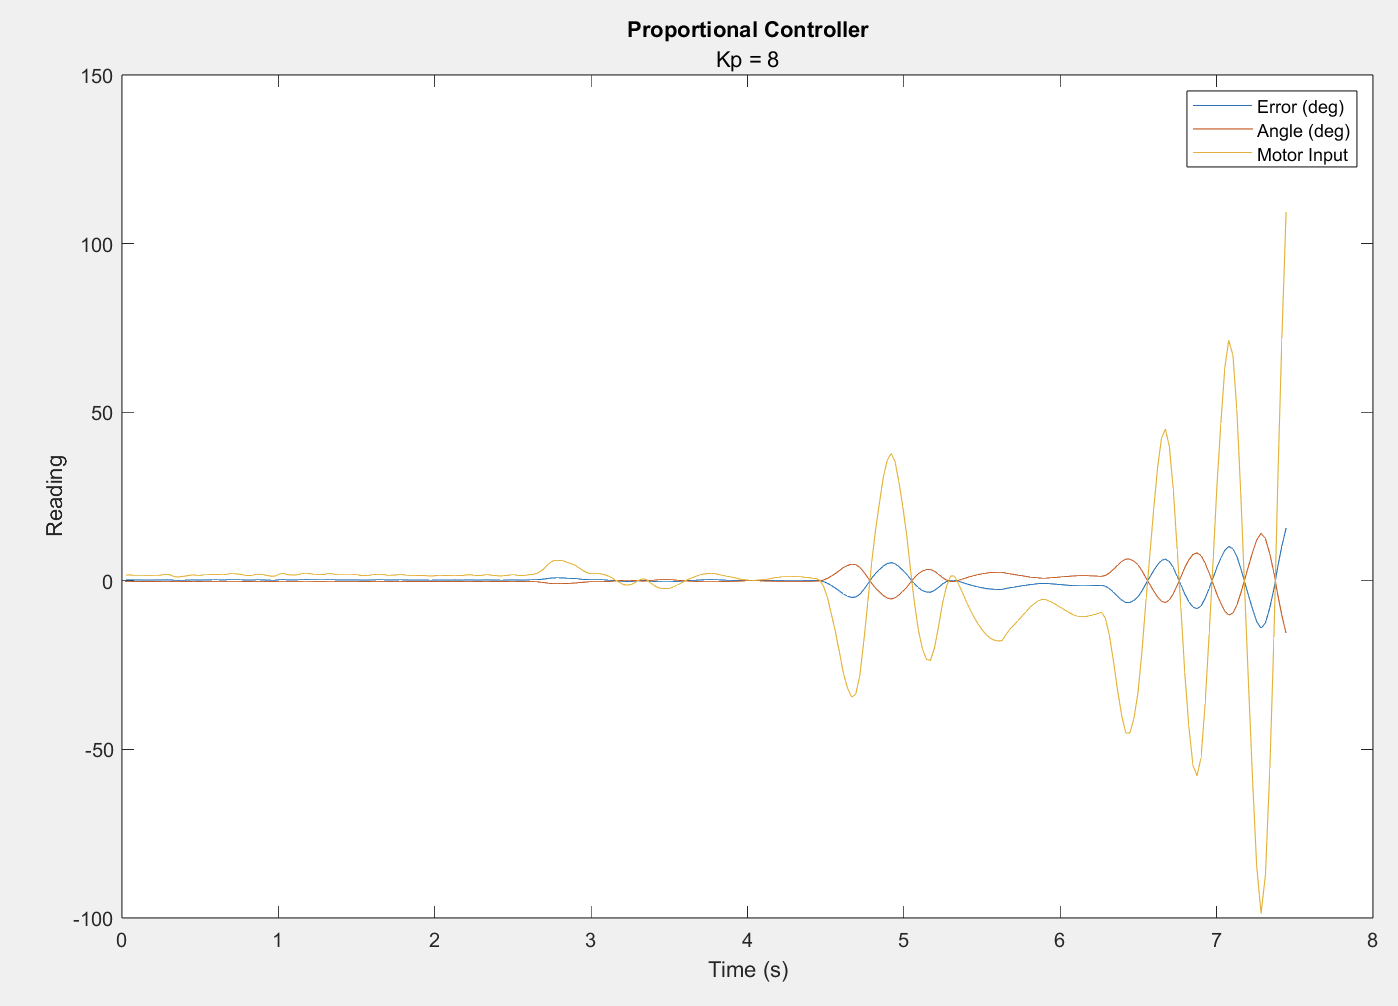 Proportional Controller
Kp = 8
150
100
50
0
-50
-100
Reading
Error (deg)
Angle (deg)
Motor Input
0 1 2 3 4 5 6 7 8
Time (s)